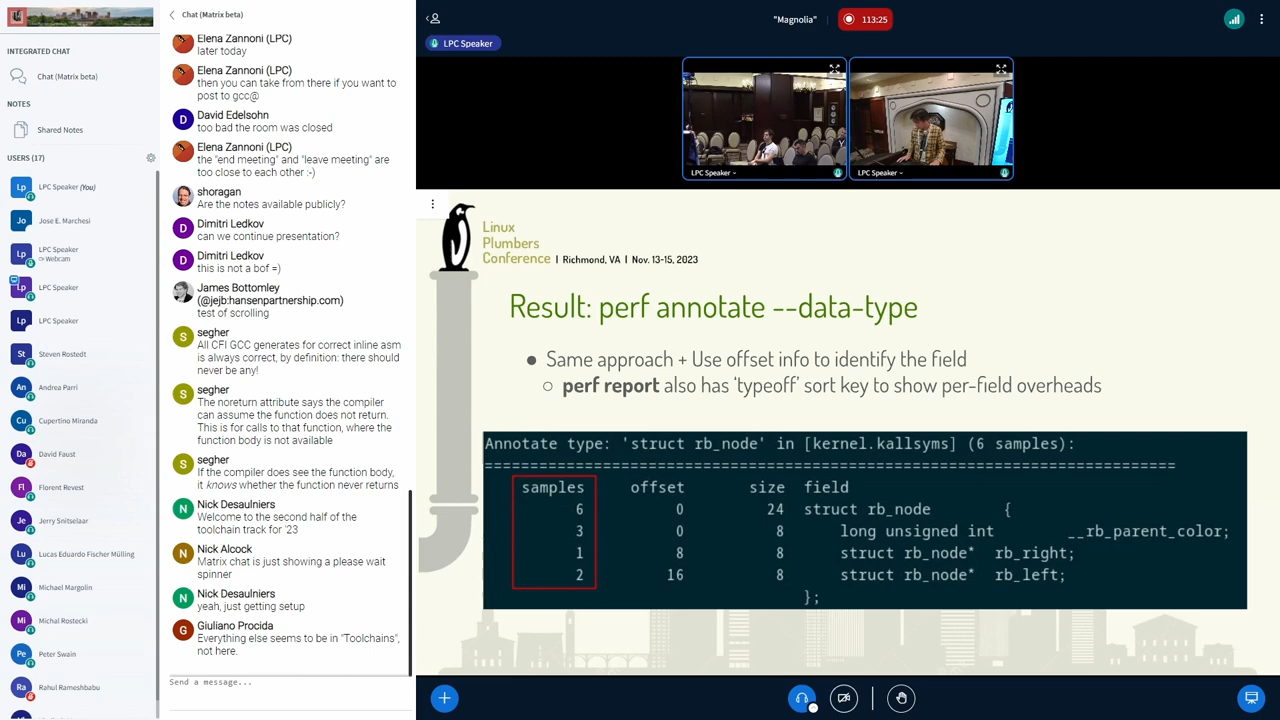 INTEGRATED CHAT
Chat (Matrix beta)
NOTES
Shared Notes
USERS (17)
Lp LPC Speaker (You)
Jo Jose E. Marchesi
Lp LPC Speaker
Webcam
Lp LPC Speaker
Lp LPC Speaker
St Steven Rostedt
An Andrea Parri
Cu Cupertino Miranda
Da David Faust
Fl Florent Revest
Je Jerry Snitselaar
Lu Lucas Eduardo Fischer Mülling
Mi Michael Margolin
Mi Michal Rostecki
Pe Peter Swain
Ra Rahul Rameshbabu
Chat (Matrix beta)
Elena Zannoni (LPC)
later today
Elena Zannoni (LPC)
then you can take from there if you want to
post to gcc@
D David Edelsohn
too bad the room was closed
Elena Zannoni (LPC)
the "end meeting" and "leave meeting" are
too close to each other :-)
shoragan
Are the notes available publicly?
D Dimitri Ledkov
can we continue presentation?
D Dimitri Ledkov
this is not a bof =)
James Bottomley
(@jejb:hansenpartnership.com)
test of scrolling
S segher
All CFI GCC generates for correct inline asm
is always correct, by definition: there should
never be any!
S segher
The noreturn attribute says the compiler
can assume the function does not return.
This is for calls to that function, where the
function body is not available
S segher
If the compiler does see the function body,
it knows whether the function never returns
N Nick Desaulniers
Welcome to the second half of the
toolchain track for '23
N Nick Alcock
Matrix chat is just showing a please wait
spinner
N Nick Desaulniers
yeah, just getting setup
G Giuliano Procida
Everything else seems to be in "Toolchains",
not here.
Send a message...
"Magnolia"
113:25
LPC Speaker
LPC Speaker
LPC Speaker
Linux
Plumbers
Conference | Richmond, VA | Nov. 13-15, 2023
Result: perf annotate --data-type
● Same approach + Use offset info to identify the field
○ perf report also has ‘typeoff’ sort key to show per-field overheads
Annotate type: 'struct rb_node' in [kernel.kallsyms] (6 samples):
============================================================================
samples offset size field
6 0 24 struct rb_node {
3 0 8 long unsigned int __rb_parent_color;
1 8 8 struct rb_node* rb_right;
2 16 8 struct rb_node* rb_left;
};